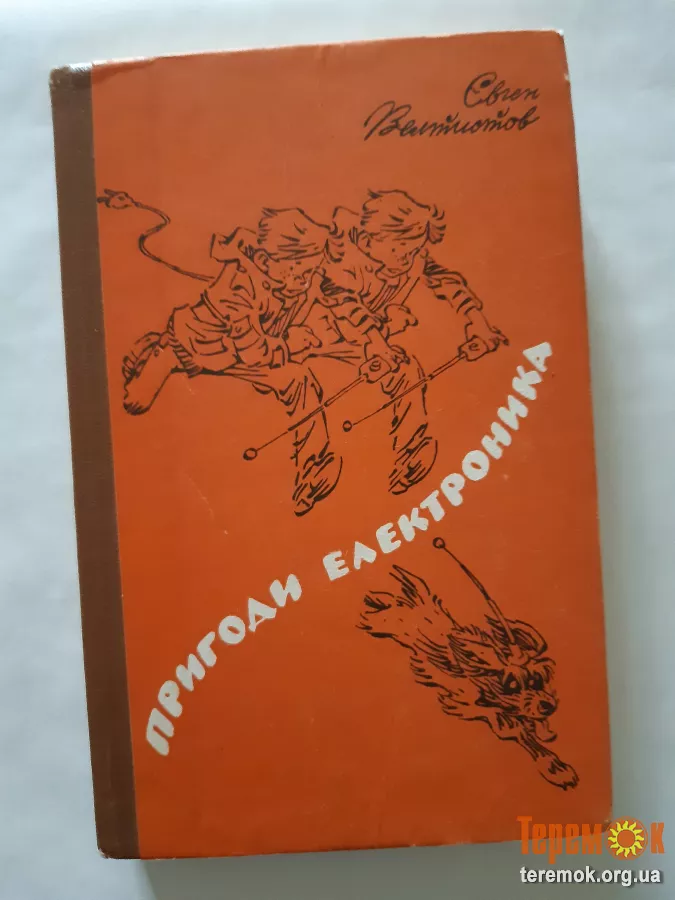 Євген
Велтистов
ПРИГОДИ ЕЛЕКТРОНИКА
Теремок
teremok.org.ua